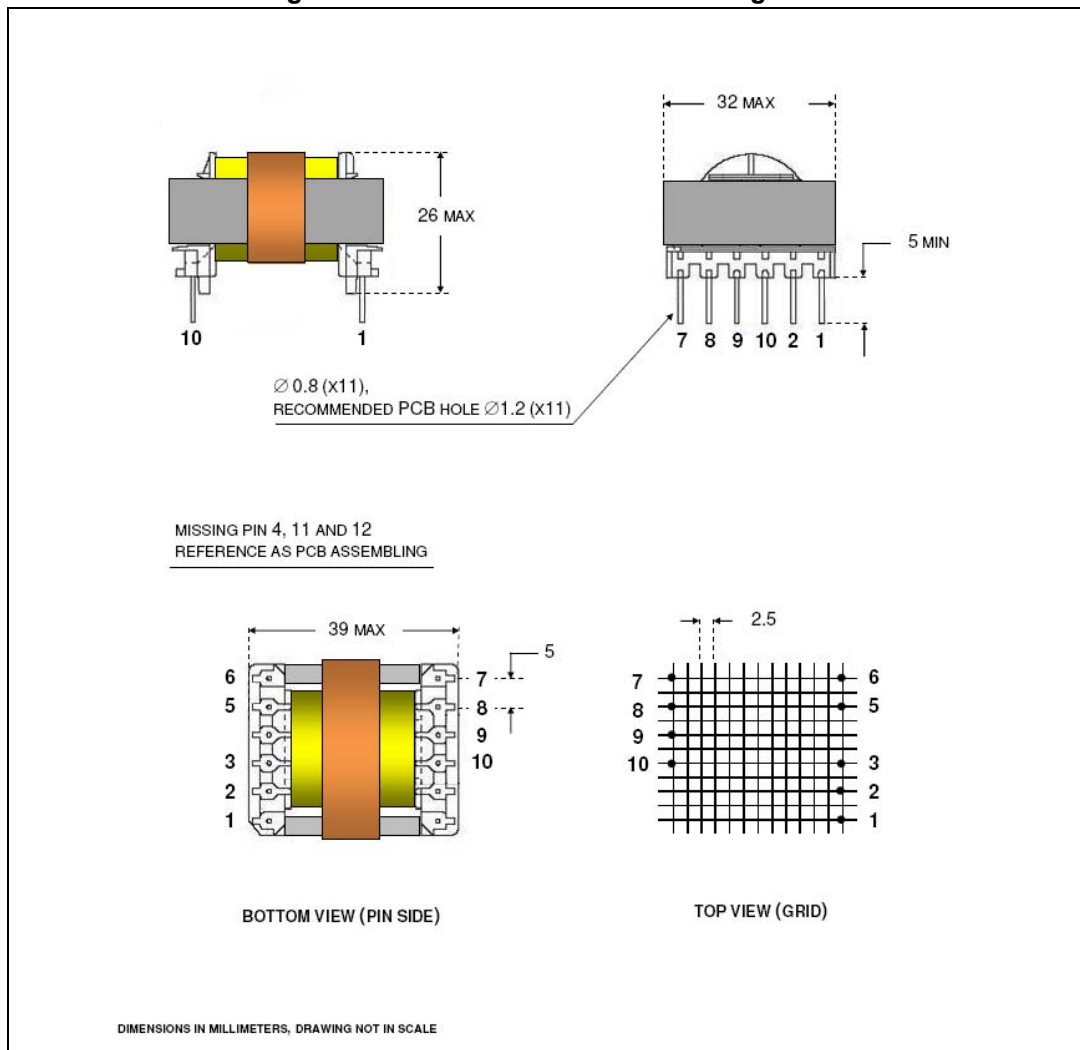 32 MAX
26 MAX
5 MIN
10
1
7 8 9 10 2 1
Ø 0.8 (X11),
RECOMMENDED PCB HOLE Ø1.2 (X11)
MISSING PIN 4, 11 AND 12
REFERENCE AS PCB ASSEMBLING
39 MAX
5
6
5
3
2
1
7
8
9
10
BOTTOM VIEW (PIN SIDE)
2.5
7
8
9
10
6
5
3
2
1
TOP VIEW (GRID)
DIMENSIONS IN MILLIMETERS, DRAWING NOT IN SCALE